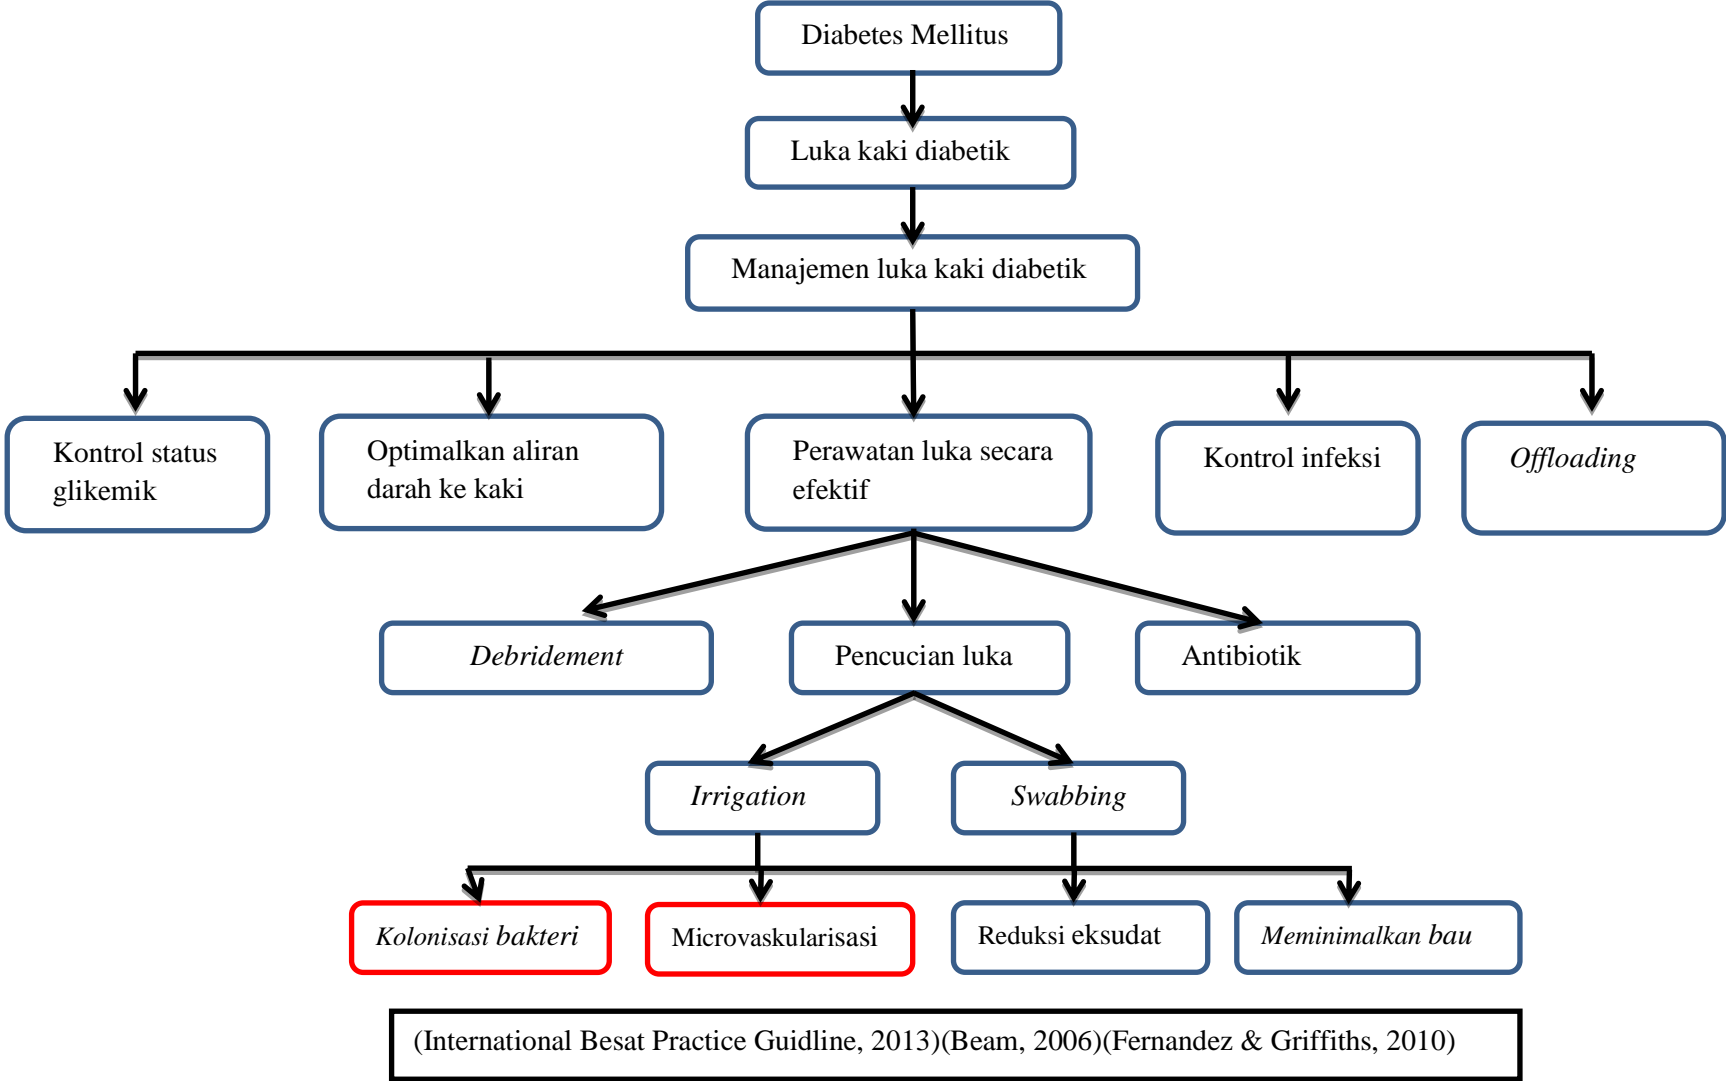 Diabetes Mellitus
Luka kaki diabetik
Manajemen luka kaki diabetik
Kontrol status
glikemik
Optimalkan aliran
darah ke kaki
Perawatan luka secara
efektif
Kontrol infeksi
Offloading
Debridement
Pencucian luka
Antibiotik
Irrigation
Swabbing
Kolonisasi bakteri
Microvaskularisasi
Reduksi eksudat
Meminimalkan bau
(International Besat Practice Guidline, 2013)(Beam, 2006)(Fernandez & Griffiths, 2010)